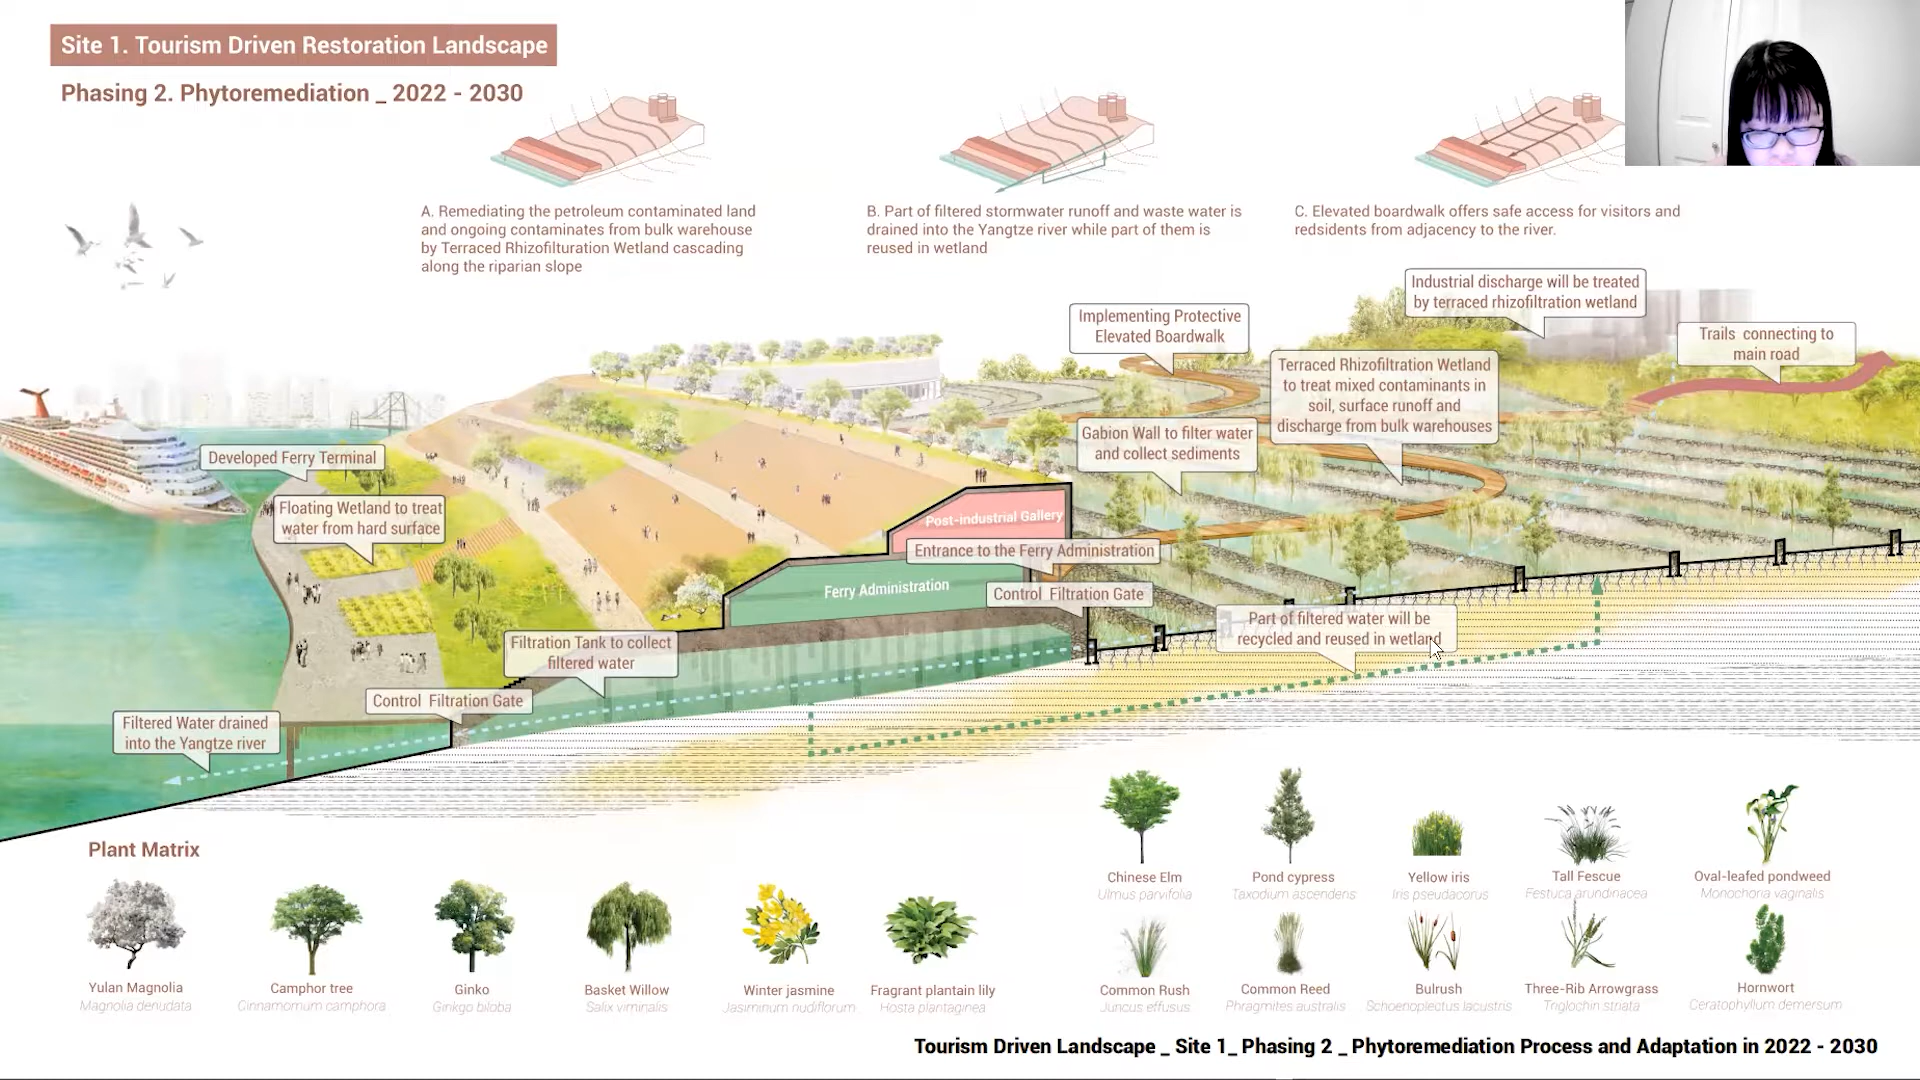 Site 1. Tourism Driven Restoration Landscape
Phasing 2. Phytoremediation _ 2022 - 2030
A. Remediating the petroleum contaminated land
and ongoing contaminates from bulk warehouse
by Terraced Rhizofilturation Wetland cascading
along the riparian slope
B. Part of filtered stormwater runoff and waste water is
drained into the Yangtze river while part of them is
reused in wetland
C. Elevated boardwalk offers safe access for visitors and
redsidents from adjacency to the river.
Industrial discharge will be treated
by terraced rhizofiltration wetland
Implementing Protective
Elevated Boardwalk
Trails connecting to
main road
Terraced Rhizofiltration Wetland
to treat mixed contaminants in
soil, surface runoff and
discharge from bulk warehouses
Gabion Wall to filter water
and collect sediments
Developed Ferry Terminal
Floating Wetland to treat
water from hard surface
Post-industrial Gallery
Entrance to the Ferry Administration
Ferry Administration
Control Filtration Gate
Part of filtered water will be
recycled and reused in wetland
Filtration Tank to collect
filtered water
Control Filtration Gate
Filtered Water drained
into the Yangtze river
Plant Matrix
Yulan Magnolia
Magnolia denudata
Camphor tree
Cinnamomum camphora
Ginko
Ginkgo biloba
Basket Willow
Salix viminalis
Winter jasmine
Jasminum nudiflorum
Fragrant plantain lily
Hosta plantaginea
Chinese Elm
Ulmus parvifolia
Pond cypress
Taxodium ascendens
Yellow iris
Iris pseudacorus
Tall Fescue
Festuca arundinacea
Oval-leafed pondweed
Monochoria vaginalis
Common Rush
Juncus effusus
Common Reed
Phragmites australis
Bulrush
Schoenoplectus lacustris
Three-Rib Arrowgrass
Triglochin striata
Hornwort
Ceratophyllum demersum
Tourism Driven Landscape _ Site 1_ Phasing 2 _ Phytoremediation Process and Adaptation in 2022 - 2030